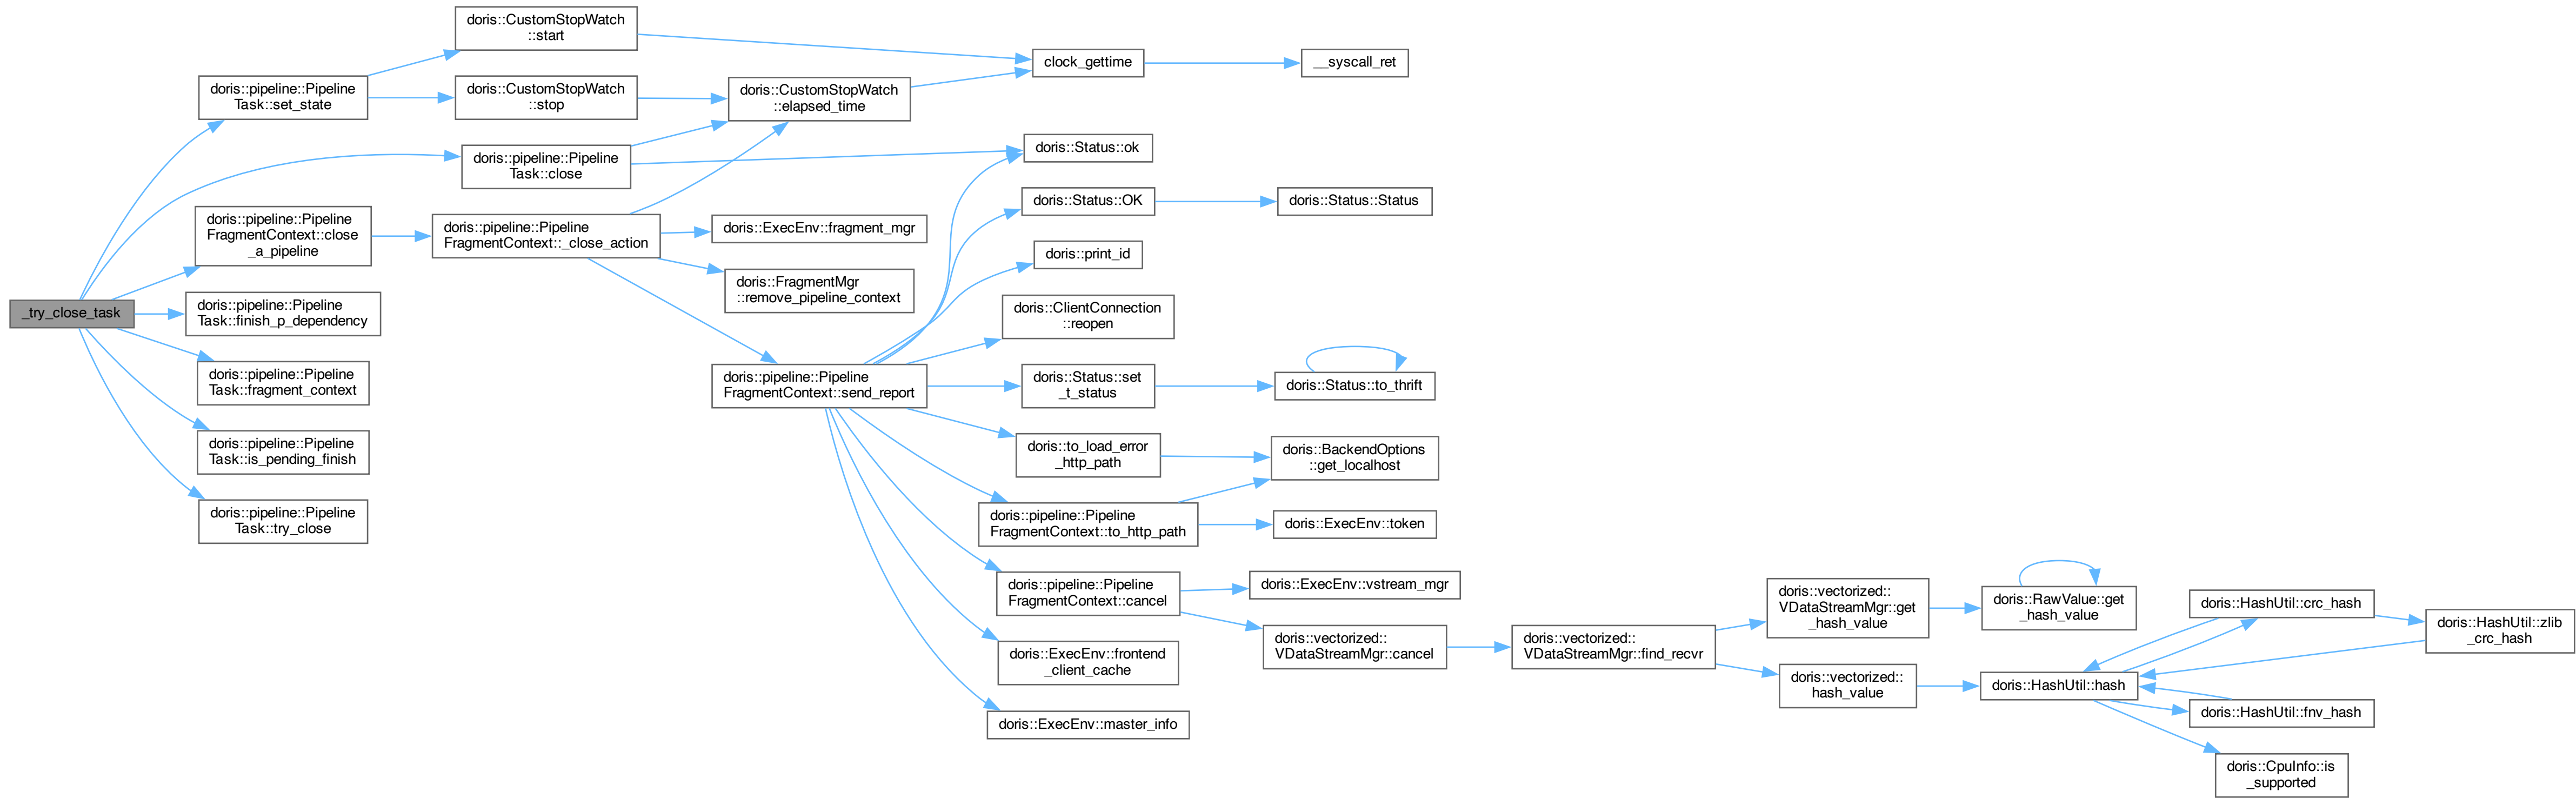 _try_close_task
doris::pipeline::Pipeline
Task::set_state
doris::CustomStopWatch
::start
doris::CustomStopWatch
::stop
doris::CustomStopWatch
::elapsed_time
clock_gettime
__syscall_ret
doris::pipeline::Pipeline
Task::close
doris::Status::ok
doris::pipeline::Pipeline
FragmentContext::close
_a_pipeline
doris::pipeline::Pipeline
FragmentContext::_close_action
doris::ExecEnv::fragment_mgr
doris::FragmentMgr
::remove_pipeline_context
doris::pipeline::Pipeline
FragmentContext::send_report
doris::Status::OK
doris::Status::Status
doris::print_id
doris::ClientConnection
::reopen
doris::Status::set
_t_status
doris::Status::to_thrift
doris::to_load_error
_http_path
doris::BackendOptions
::get_localhost
doris::pipeline::Pipeline
FragmentContext::to_http_path
doris::ExecEnv::token
doris::pipeline::Pipeline
FragmentContext::cancel
doris::ExecEnv::vstream_mgr
doris::vectorized::
VDataStreamMgr::cancel
doris::vectorized::
VDataStreamMgr::find_recvr
doris::vectorized::
VDataStreamMgr::get
_hash_value
doris::RawValue::get
_hash_value
doris::vectorized::
hash_value
doris::HashUtil::hash
doris::HashUtil::crc_hash
doris::HashUtil::zlib
_crc_hash
doris::HashUtil::fnv_hash
doris::CpuInfo::is
_supported
doris::ExecEnv::frontend
_client_cache
doris::ExecEnv::master_info
doris::pipeline::Pipeline
Task::finish_p_dependency
doris::pipeline::Pipeline
Task::fragment_context
doris::pipeline::Pipeline
Task::is_pending_finish
doris::pipeline::Pipeline
Task::try_close